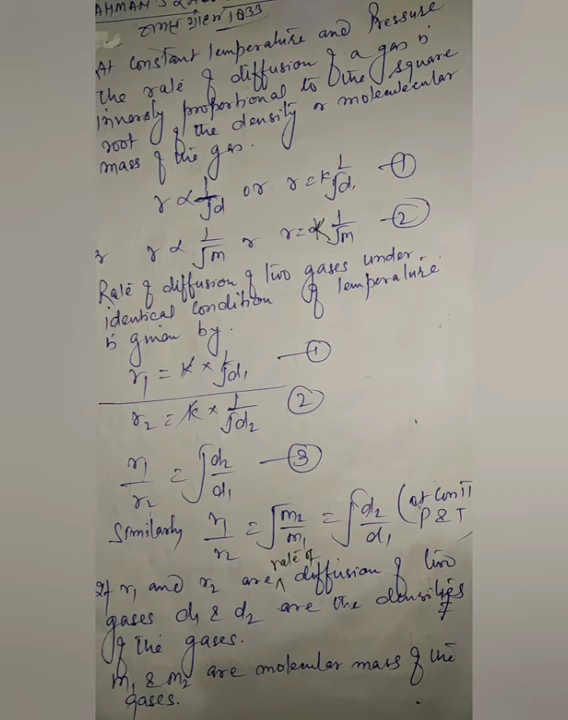 At constant temperature and Pressure
the rate of diffusion of a gas is
inversly proportional to the square
root of the density or molecular
mass of the gas.
r ∝ 1/√d or r = k 1/√d, —①
r ∝ 1/√m r r = k 1/√m —②
Rate of diffusion of two gases under
identical condition of temperature
is given by.
r₁ = k × 1/√d₁ —①
r₂ = k × 1/√d₂ ②
r₁/r₂ = √d₂/d₁ —③
Similarly r₁/r₂ = √m₂/m₁ = √d₂/d₁ (at const
P & T
If r₁ and r₂ are rate of diffusion of two
gases d₁ & d₂ are the densities
of the gases.
m₁ & m₂ are molecular mass of the
gases.